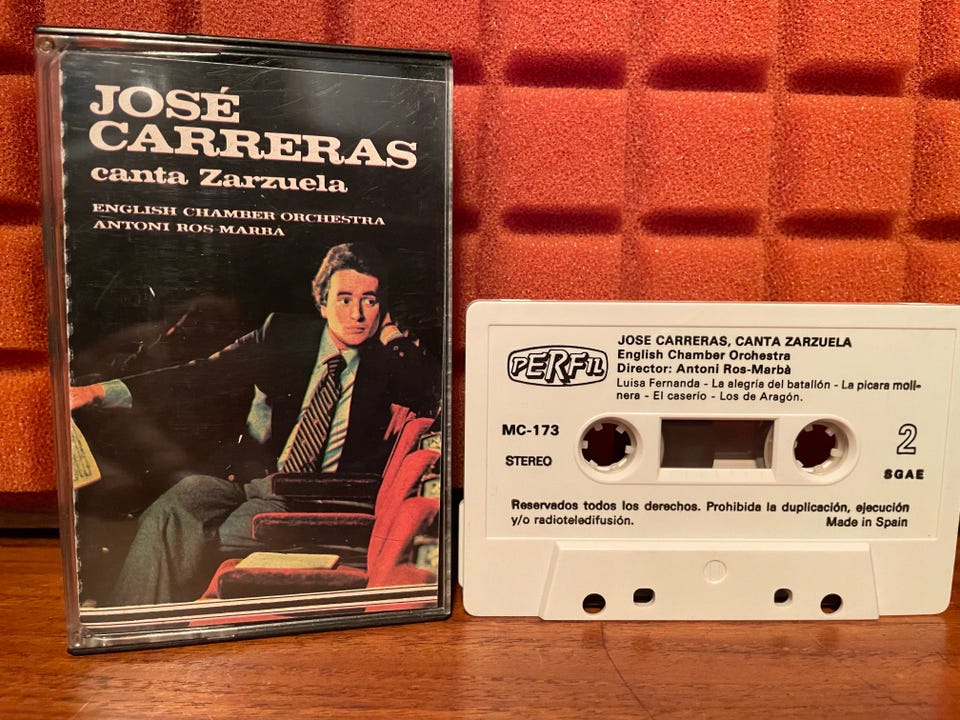 JOSÉ
CARRERAS
canta Zarzuela
ENGLISH CHAMBER ORCHESTRA
ANTONI ROS-MARBA
PERFIL
JOSE CARRERAS, CANTA ZARZUELA
English Chamber Orchestra
Director: Antoni Ros-Marbà
Luisa Fernanda - La alegría del batallón - La picara moli-
nera - El caserío - Los de Aragón.
MC-173
STEREO
2
SGAE
Reservados todos los derechos. Prohibida la duplicación, ejecución
y/o radioteledifusión.
Made in Spain